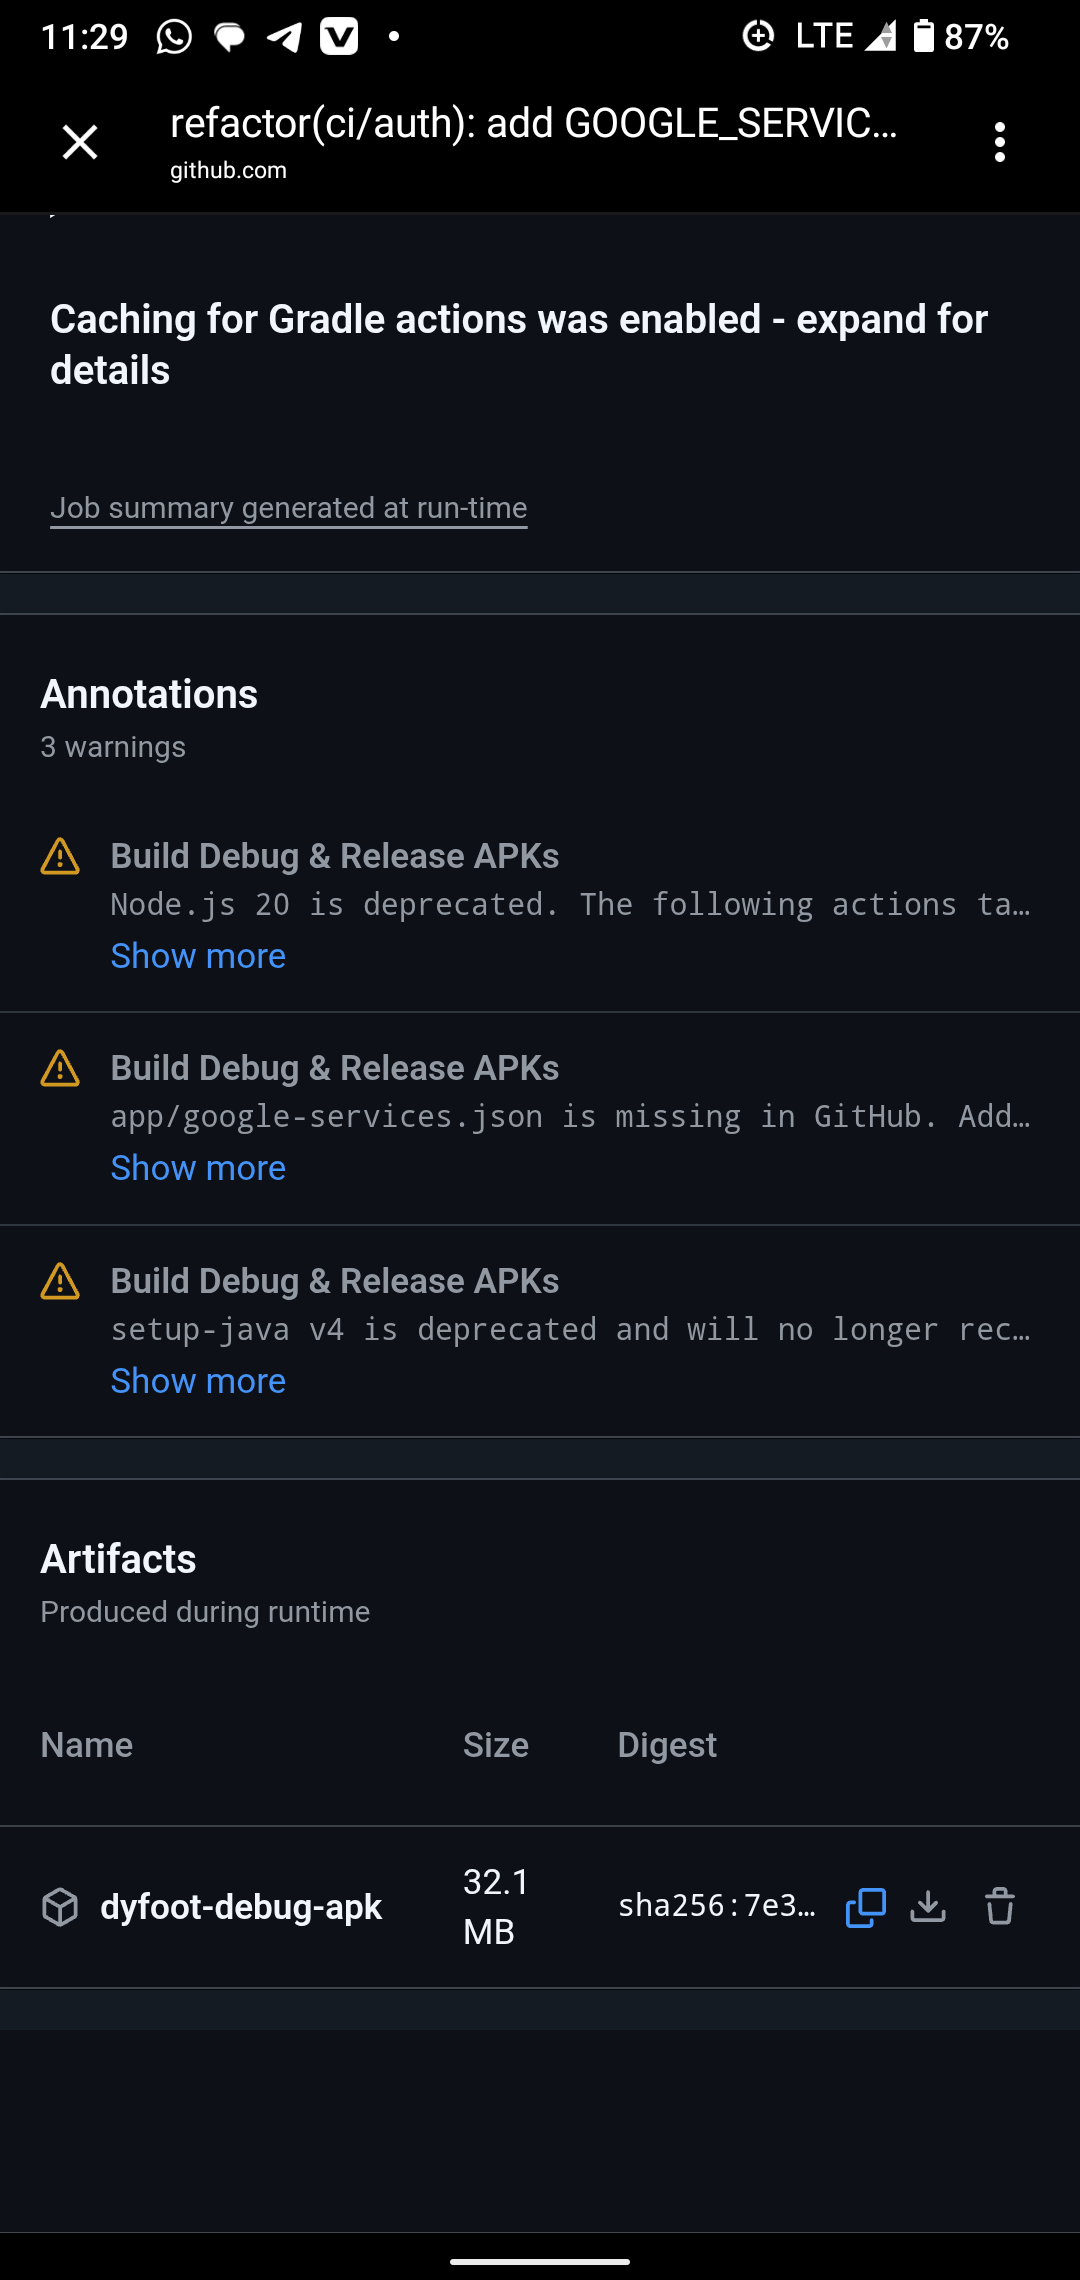 11:29
LTE 87%
refactor(ci/auth): add GOOGLE_SERVIC...
github.com
Caching for Gradle actions was enabled - expand for
details
Job summary generated at run-time
Annotations
3 warnings
Build Debug & Release APKs
Node.js 20 is deprecated. The following actions ta…
Show more
Build Debug & Release APKs
app/google-services.json is missing in GitHub. Add…
Show more
Build Debug & Release APKs
setup-java v4 is deprecated and will no longer rec…
Show more
Artifacts
Produced during runtime
Name Size Digest
dyfoot-debug-apk 32.1 MB sha256:7e3…